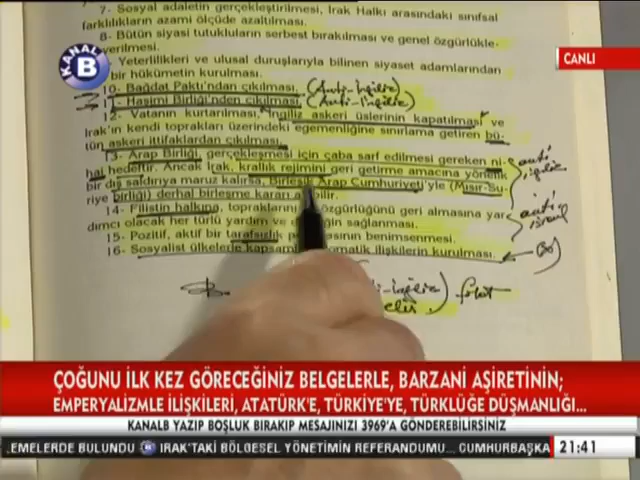 7- Sosyal adaletin gerçekleştirilmesi, Irak Halkı arasındaki sınıfsal
farklılıkların azami ölçüde azaltılması.
8- Bütün siyasi tutukluların serbest bırakılması ve genel özgürlükle-
verilmesi.
Yeterlilikleri ve ulusal duruşlarıyla bilinen siyaset adamlarından
bir hükümetin kurulması.
10- Bağdat Paktı'ndan çıkılması. (Anti-ingiliz)
11- Haşimi Birliği'nden çıkılması. (Anti-ingiliz)
12- Vatanın kurtarılması, İngiliz askeri üslerinin kapatılması ve
Irak'ın kendi toprakları üzerindeki egemenliğine sınırlama getiren bü-
tün askeri ittifaklardan çıkılması.
13- Arap Birliği gerçekleşmesi için çaba sarf edilmesi gereken ni-
hai hedeftir. Ancak Irak, krallık rejimini geri getirme amacına yönelik
bir dış saldırıya maruz kalırsa, Birleşik Arap Cumhuriyeti'yle (Mısır-Su-
riye birliği) derhal birleşme kararı bilir.
14- Filistin halkına, topraklarını özgürlüğünü geri almasına yar-
dımcı olacak her türlü yardım ve desteğin sağlanması.
15- Pozitif, aktif bir tarafsızlık politikasının benimsenmesi.
16- Sosyalist ülkelerle kapsamlı diplomatik ilişkilerin kurulması.
anti ingiliz
anti israil
KANAL B
CANLI
ÇOĞUNU İLK KEZ GÖRECEĞİNİZ BELGELERLE, BARZANİ AŞİRETİNİN;
EMPERYALİZMLE İLİŞKİLERİ, ATATÜRK'E, TÜRKİYE'YE, TÜRKLÜĞE DÜŞMANLIĞI...
KANALB YAZIP BOŞLUK BIRAKIP MESAJINIZI 3969'A GÖNDEREBİLİRSİNİZ
EMELERDE BULUNDU B IRAK'TAKİ BÖLGESEL YÖNETİMİN REFERANDUMU... CUMHURBAŞKA 21:41